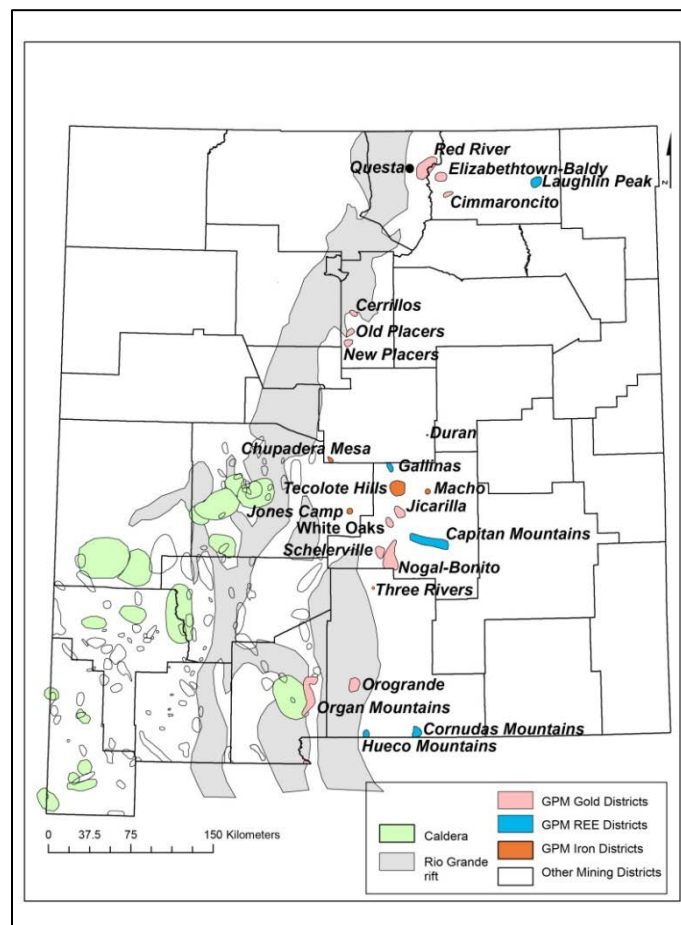 Red River
Questa
Elizabethtown-Baldy
Laughlin Peak
Cimmaroncito
Cerrillos
Old Placers
New Placers
Duran
Chupadera Mesa
Gallinas
Tecolote Hills
Macho
Jicarilla
Jones Camp
White Oaks
Capitan Mountains
Schelerville
Nogal-Bonito
Three Rivers
Orogrande
Organ Mountains
Cornudas Mountains
Hueco Mountains
GPM Gold Districts
GPM REE Districts
Caldera
GPM Iron Districts
Rio Grande
rift
Other Mining Districts
0 37.5 75 150 Kilometers
N